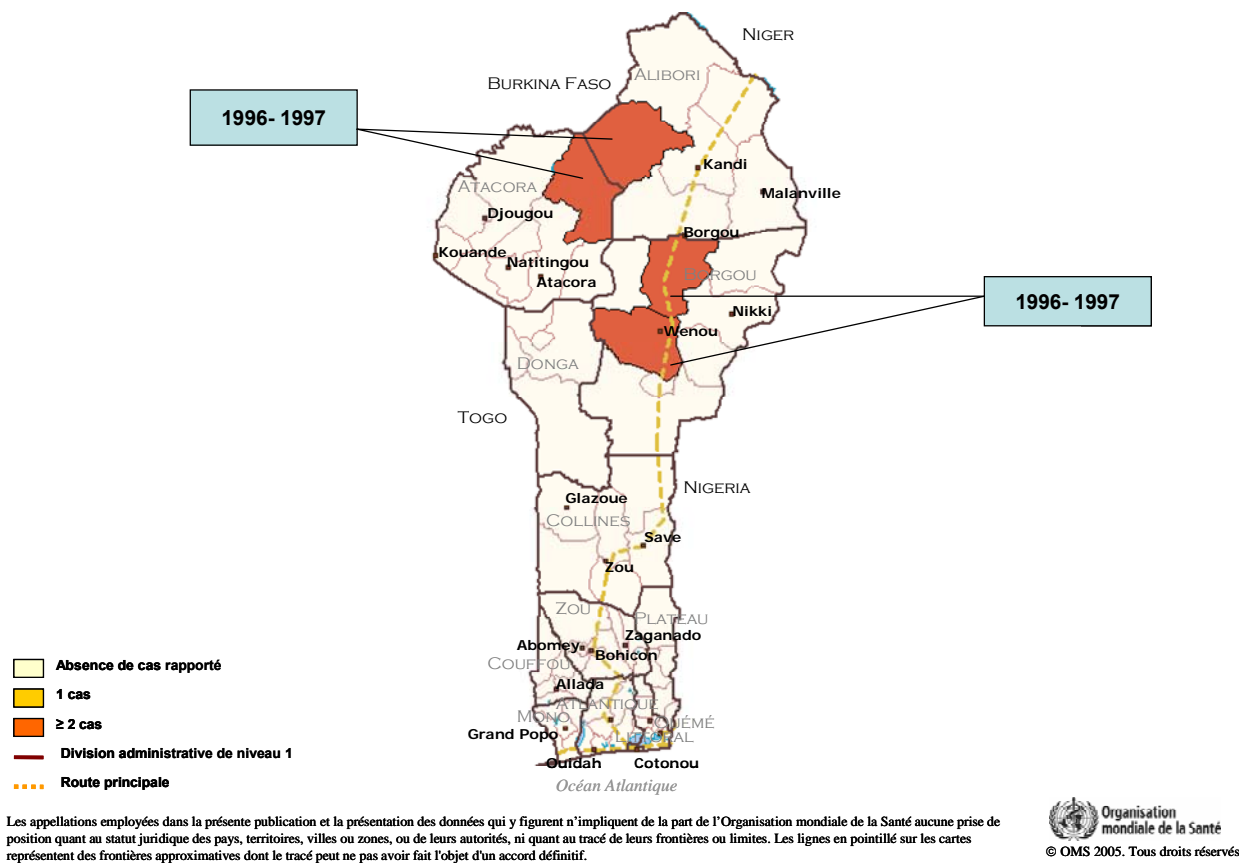 NIGER
BURKINA FASO
ALIBORI
1996- 1997
Kandi
ATACORA
Malanville
Djougou
Borgou
Kouande
Natitingou
BORGOU
Atacora
1996- 1997
Nikki
Wenou
DONGA
TOGO
NIGERIA
Glazoue
COLLINES
Save
Zou
ZOU
PLATEAU
Zaganado
Abomey
Bohicon
COUFFOU
Allada
ATLANTIQUE
MONO
OUÉMÉ
Grand Popo
LITTORAL
Ouidah
Cotonou
Océan Atlantique
Absence de cas rapporté
1 cas
≥ 2 cas
Division administrative de niveau 1
Route principale
Les appellations employées dans la présente publication et la présentation des données qui y figurent n'impliquent de la part de l'Organisation mondiale de la Santé aucune prise de
position quant au statut juridique des pays, territoires, villes ou zones, ou de leurs autorités, ni quant au tracé de leurs frontières ou limites. Les lignes en pointillé sur les cartes
représentent des frontières approximatives dont le tracé peut ne pas avoir fait l'objet d'un accord définitif.
Organisation
mondiale de la Santé
© OMS 2005. Tous droits réservés